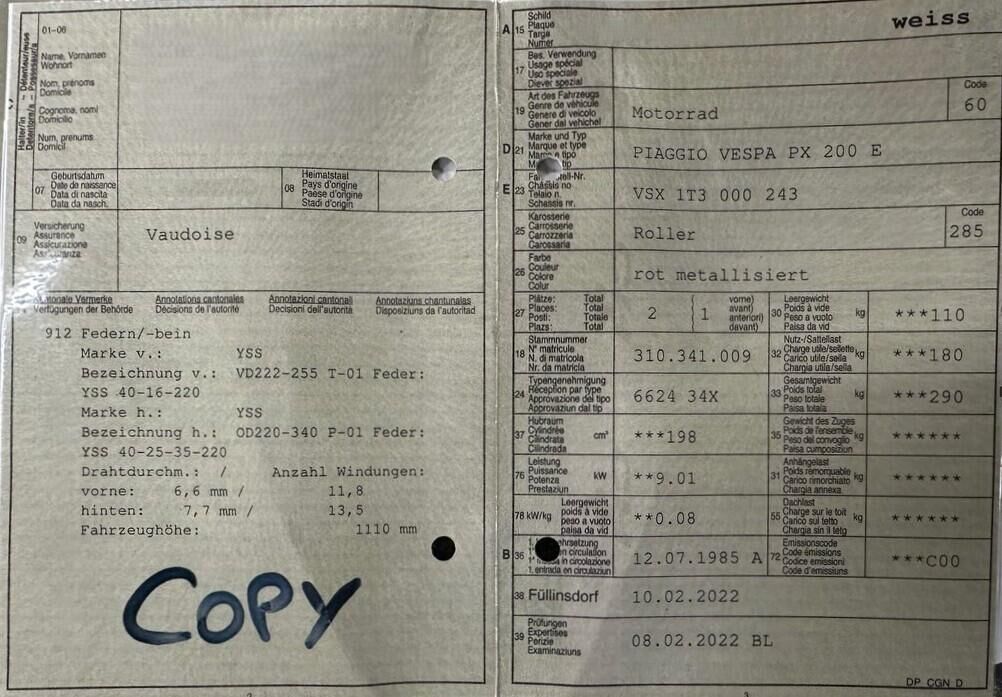 Halter/in - Détenteur/euse
Detentore/a - Possessur/a
01-06
Name, Vornamen
Wohnort
Nom, prénoms
Domicile
Cognome, nomi
Domicilio
Num, prenums
Domicil
07
Geburtsdatum
Date de naissance
Data di nascita
Data da nasch.
08
Heimatstaat
Pays d'origine
Paese d'origine
Stadi d'origin
09
Versicherung
Assurance
Assicurazione
Vaudoise
Kantonale Vermerke
Verfügungen der Behörde
Annotations cantonales
Décisions de l'autorité
Annotazioni cantonali
Decisioni dell'autorità
Annotaziuns chantunalas
Disposiziuns da l'autoritad
912 Federn/-bein
Marke v.: YSS
Bezeichnung v.: VD222-255 T-01 Feder:
YSS 40-16-220
Marke h.: YSS
Bezeichnung h.: OD220-340 P-01 Feder:
YSS 40-25-35-220
Drahtdurchm.: / Anzahl Windungen:
vorne: 6,6 mm / 11,8
hinten: 7,7 mm / 13,5
Fahrzeughöhe: 1110 mm
COPY
2
A 15
Schild
Plaque
Targa
Numer
weiss
17
Bes. Verwendung
Usage spécial
Uso speciale
Diever spezial
19
Art des Fahrzeugs
Genre de véhicule
Genere di veicolo
Gener dal vehichel
Motorrad
Code
60
D 21
Marke und Typ
Marque et type
tipo
tip
PIAGGIO VESPA PX 200 E
E 23
Châssis no
Telaio n.
Schassis nr.
VSX 1T3 000 243
25
Karosserie
Carrosserie
Carrozzeria
Carossaria
Roller
Code
285
26
Farbe
Couleur
Colore
Colur
rot metallisiert
27
Plätze: Total
Places: Total
Posti: Totale
Plazs: Totale
2 1
vorne)
avant)
anteriori)
davant)
30
Leergewicht
Poids à vide
Peso a vuoto
Paisa da vid
kg
***110
18
Stammnummer
N° matricule
N. di matricola
Nr. da matricla
310.341.009
32
Nutz-/Sattellast
Charge utile/sellette
Carico utile/sella
Chargia utila/sella
kg
***180
24
Typengenehmigung
Réception par type
Approvazione del tipo
Approvaziun dal tip
6624 34X
33
Gesamtgewicht
Poids total
Peso totale
Paisa totala
kg
***290
37
Hubraum
Cylindrée
Cilindrata
Cilindrada
cm³
***198
35
Gewicht des Zuges
Poids de l'ensemble
Peso del convoglio
Paisa cumposiziun
kg
******
76
Leistung
Puissance
Potenza
Prestaziun
kW
**9.01
31
Anhängelast
Poids remorquable
Carico rimorchiato
Chargia annexa
kg
******
78 kW/kg
Leergewicht
poids à vide
peso a vuoto
paisa da vid
**0.08
55
Dachlast
Charge sur le toit
Carico sul tetto
Chargia sin il tetg
kg
******
B 36
en circulation
in circolazione
1. entrada en circulaziun
12.07.1985 A
72
Emissionscode
Code émissions
Codice emissioni
Code d'emissiuns
***C00
38 Füllinsdorf 10.02.2022
39
Prüfungen
Expertises
Perizie
Examinaziuns
08.02.2022 BL
3
DP CGN D